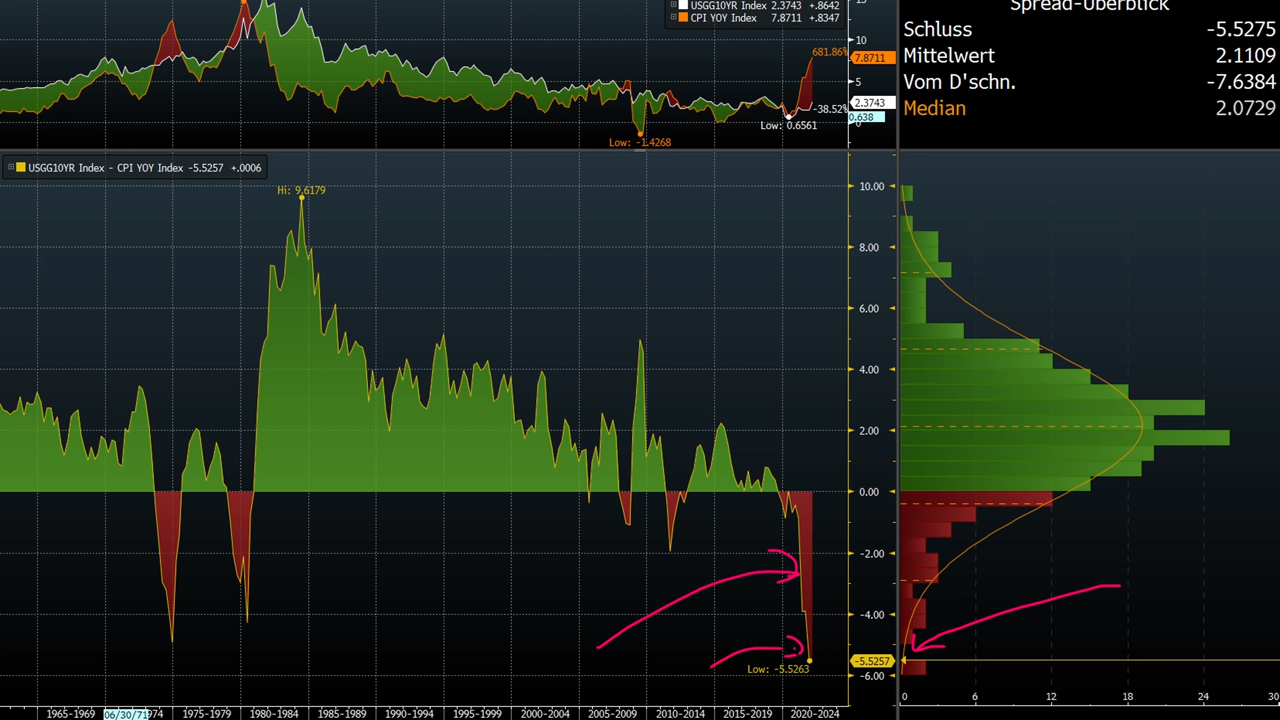 USGG10YR Index 2.3743 +.8642
CPI YOY Index 7.8711 +.8347
10
5
681.86%
7.8711
-38.52%
2.3743
0.638
Low: 0.6561
Low: -1.4268
Spread-Überblick
Schluss -5.5275
Mittelwert 2.1109
Vom D'schn. -7.6384
Median 2.0729
USGG10YR Index - CPI YOY Index -5.5257 +.0006
Hi: 9.6179
10.00
8.00
6.00
4.00
2.00
0.00
-2.00
-4.00
-5.5257
-6.00
Low: -5.5263
0 6 12 18 24 30
1965-1969 06/30/71 974 1975-1979 1980-1984 1985-1989 1990-1994 1995-1999 2000-2004 2005-2009 2010-2014 2015-2019 2020-2024